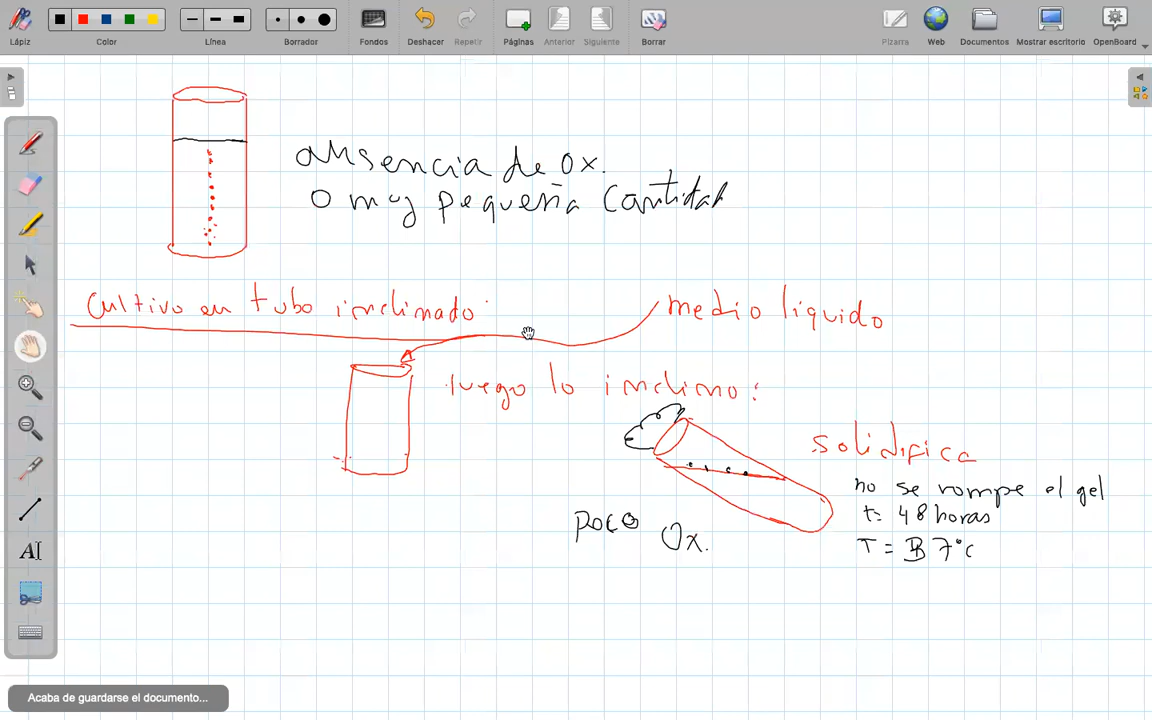 Lápiz
Color
Línea
Borrador
Fondos
Deshacer
Repetir
Páginas
Anterior
Siguiente
Borrar
Pizarra
Web
Documentos
Mostrar escritorio
OpenBoard
ausencia de Ox.
o muy pequeña cantidad
Cultivo en tubo inclinado
medio líquido
luego lo inclino:
solidifica
no se rompe el gel
t: 48 horas
T = 37°C
poco Ox.
Acaba de guardarse el documento...